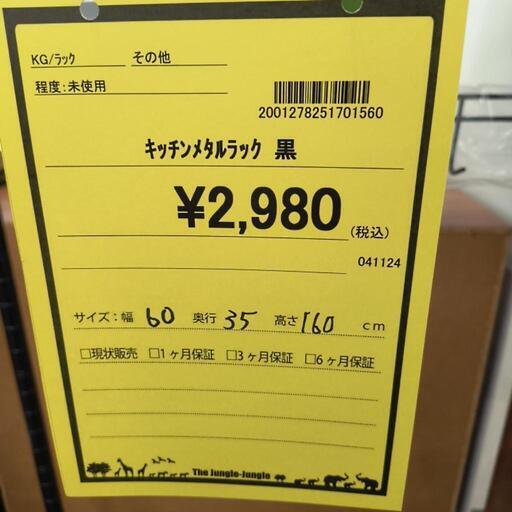 KG/ラック その他
程度:未使用
2001278251701560
キッチンメタルラック 黒
¥2,980
(税込)
041124
サイズ:幅 60 奥行 35 高さ 160 cm
□現状販売 □1ヶ月保証 □3ヶ月保証 □6ヶ月保証
The Jungle-Jungle